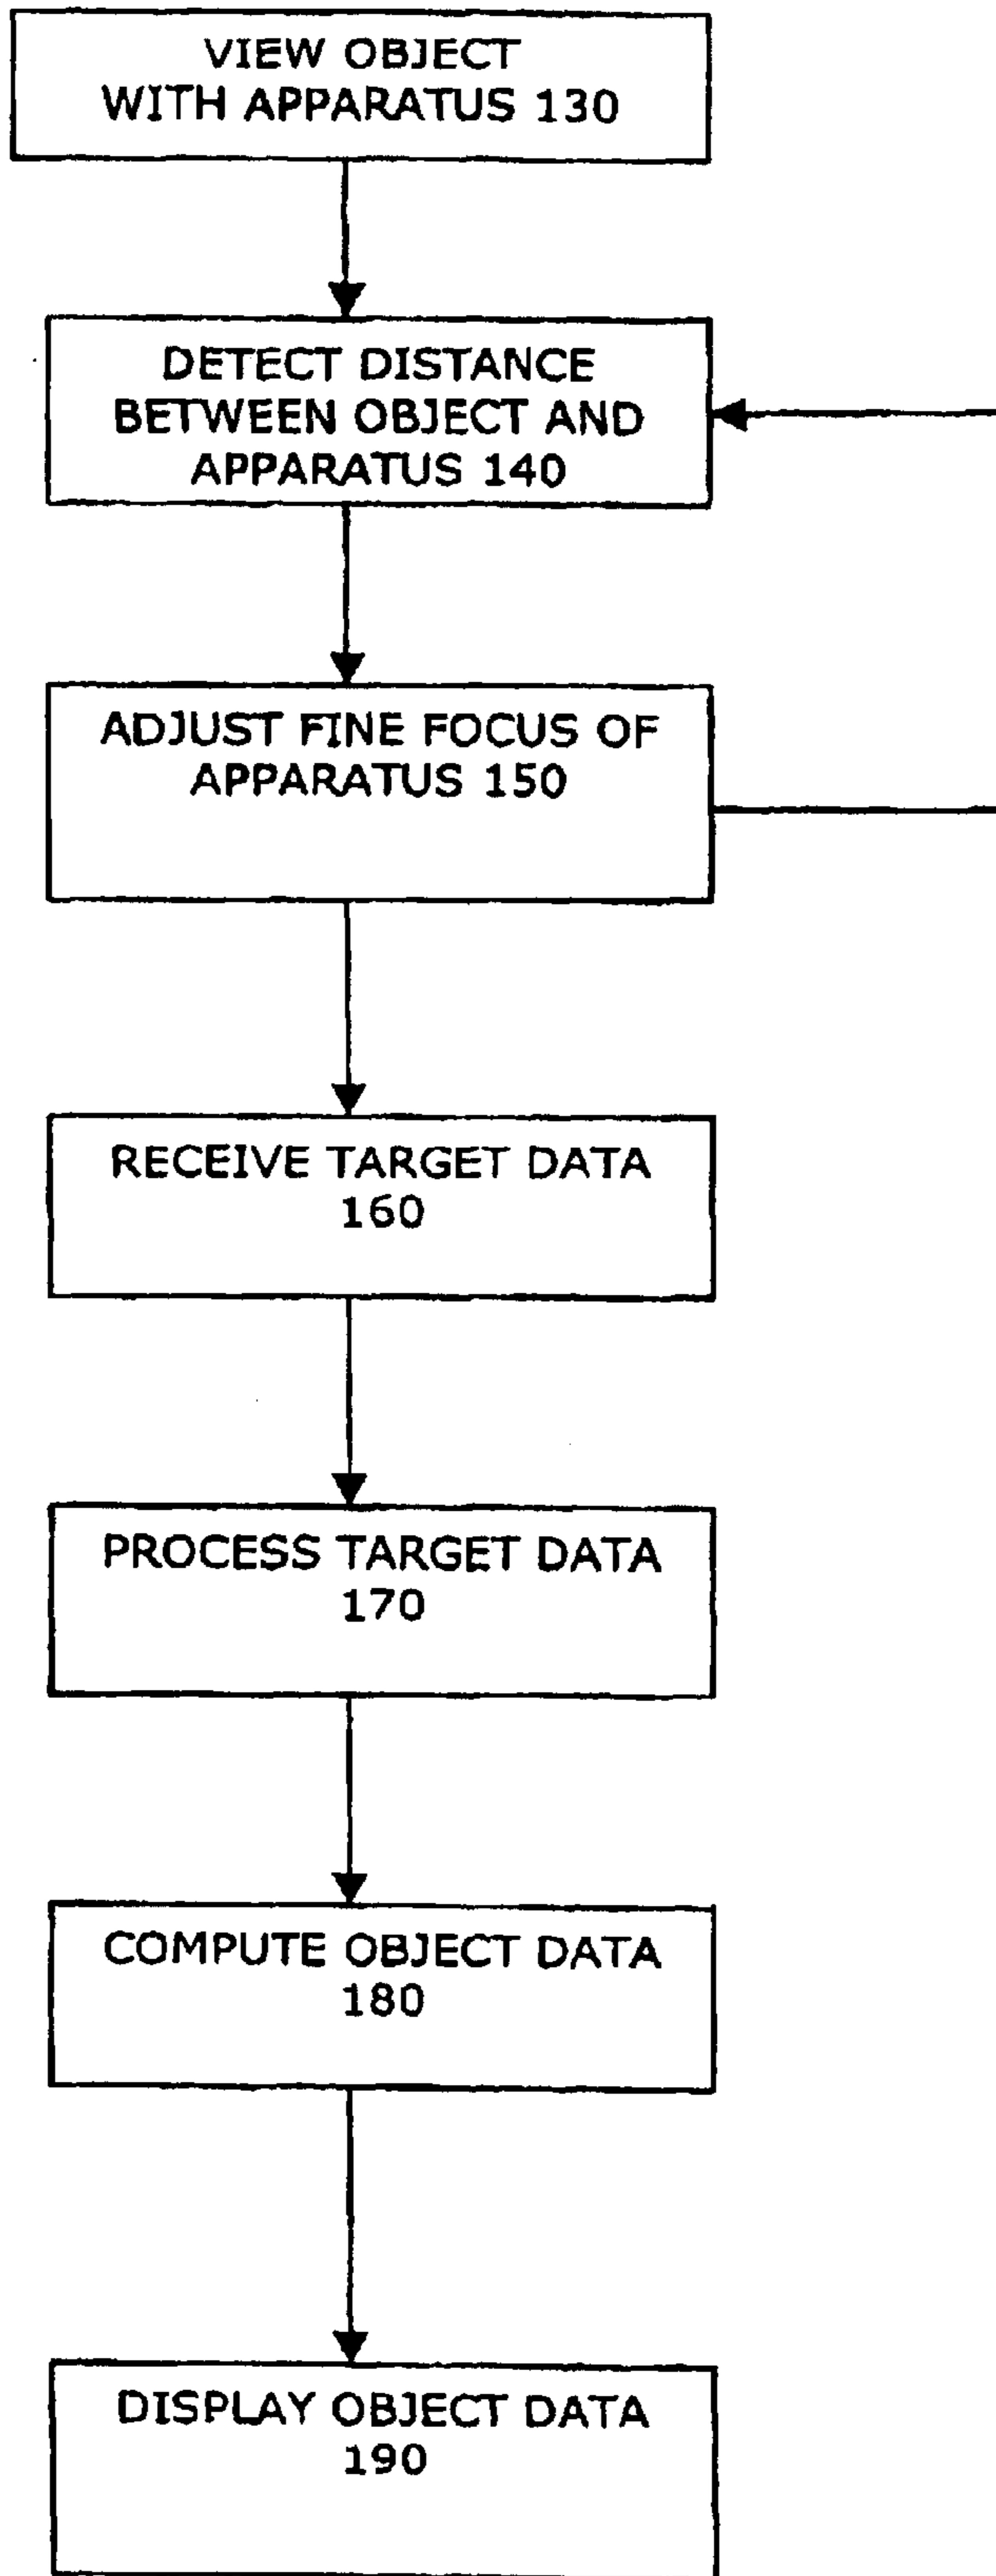 VIEW OBJECT
WITH APPARATUS 130
DETECT DISTANCE
BETWEEN OBJECT AND
APPARATUS 140
ADJUST FINE FOCUS OF
APPARATUS 150
RECEIVE TARGET DATA
160
PROCESS TARGET DATA
170
COMPUTE OBJECT DATA
180
DISPLAY OBJECT DATA
190